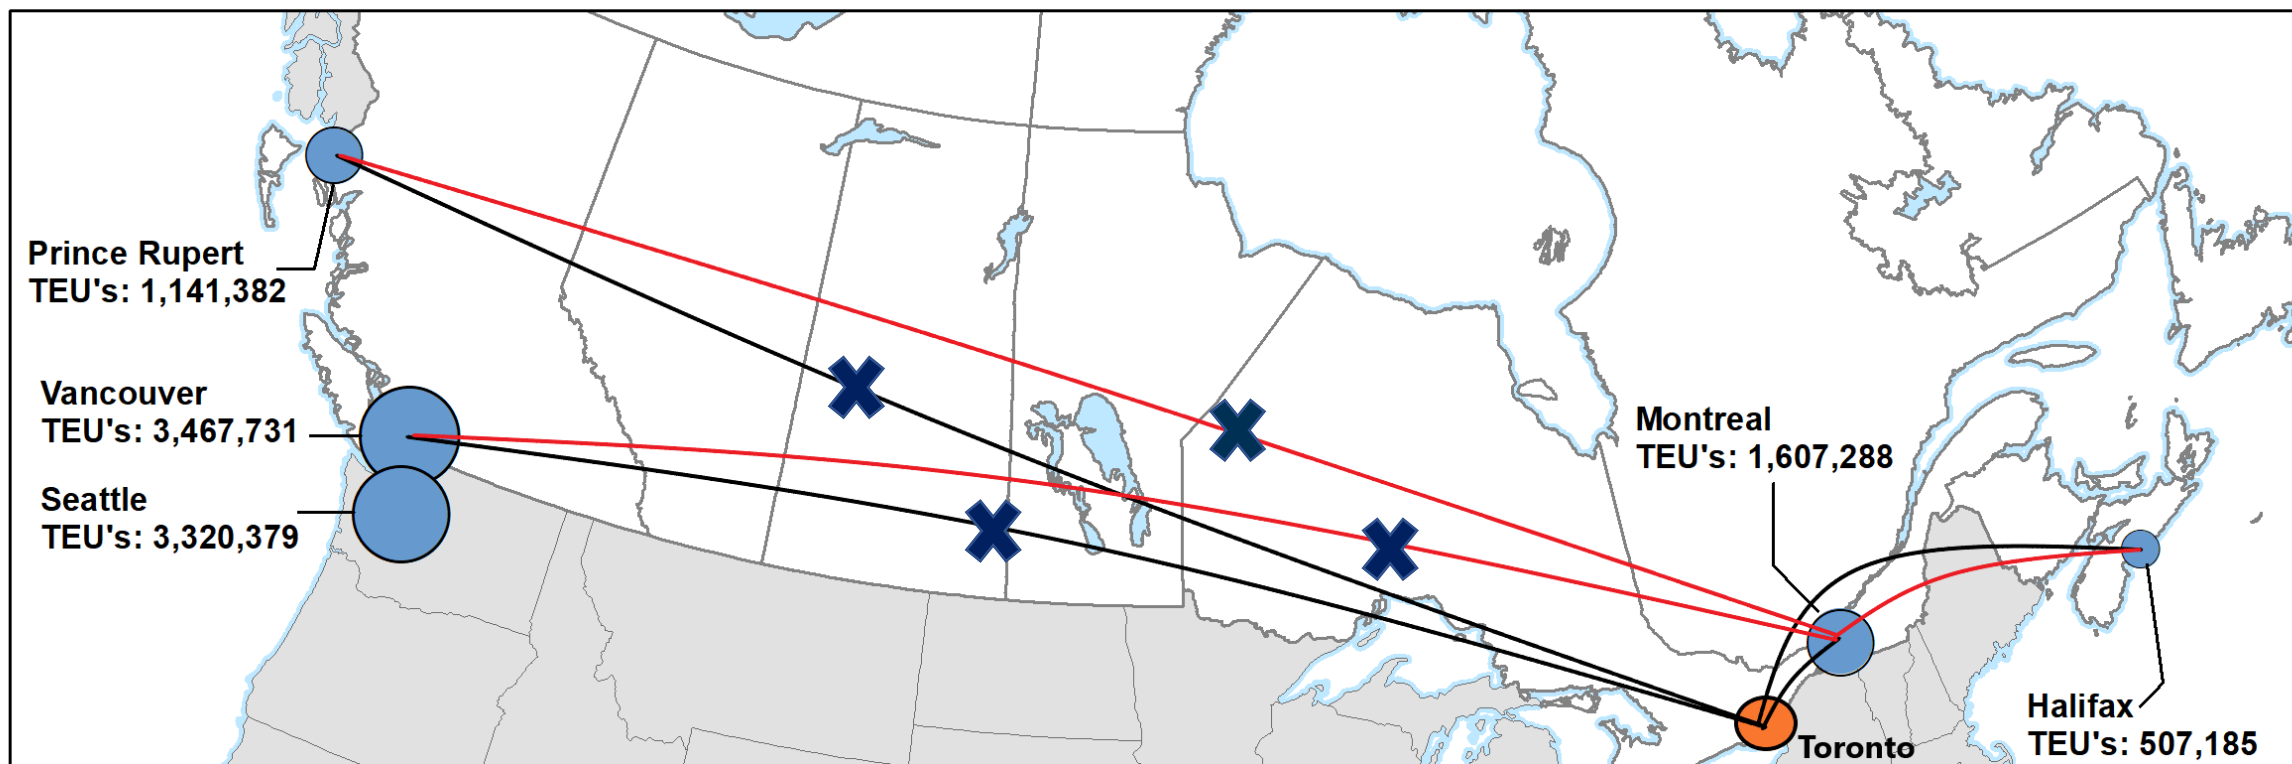 Prince Rupert
TEU's: 1,141,382
Vancouver
TEU's: 3,467,731
Seattle
TEU's: 3,320,379
Montreal
TEU's: 1,607,288
Halifax
TEU's: 507,185
Toronto